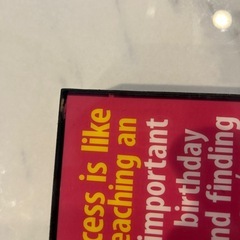 cess is like
eaching an
important
birthday
nd finding